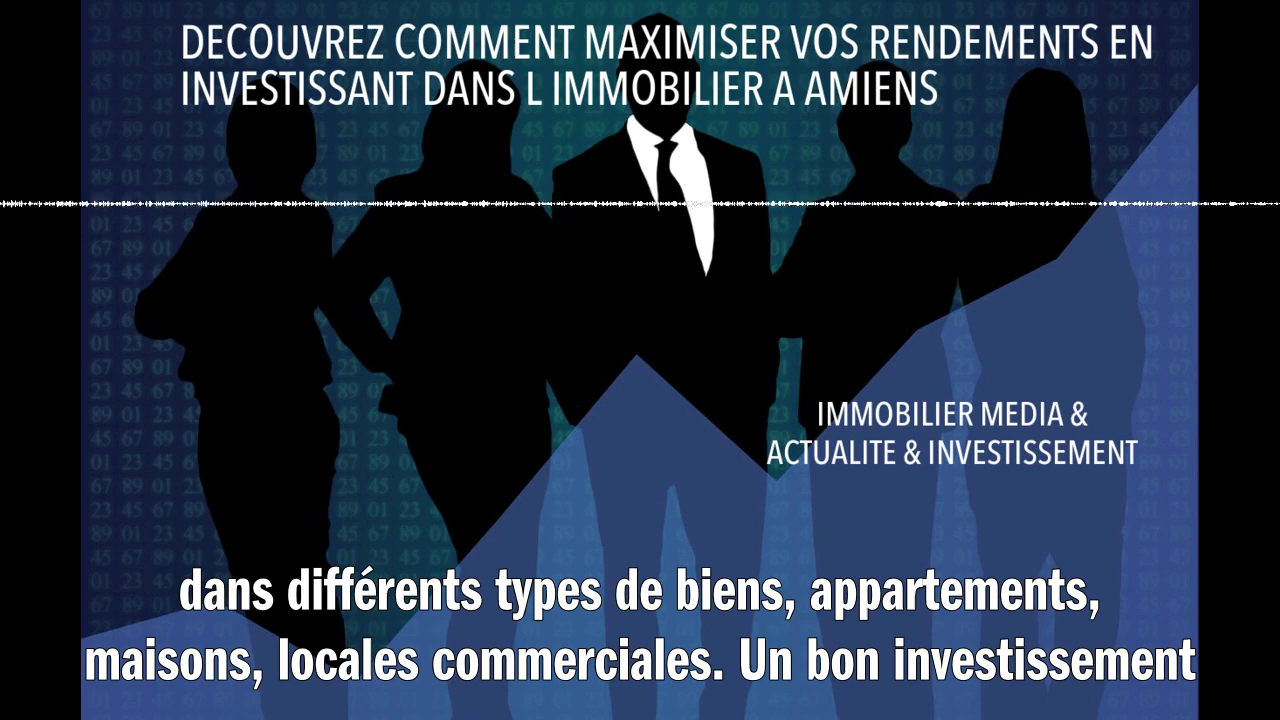 DECOUVREZ COMMENT MAXIMISER VOS RENDEMENTS EN
INVESTISSANT DANS L IMMOBILIER A AMIENS
IMMOBILIER MEDIA &
ACTUALITE & INVESTISSEMENT
dans différents types de biens, appartements,
maisons, locales commerciales. Un bon investissement